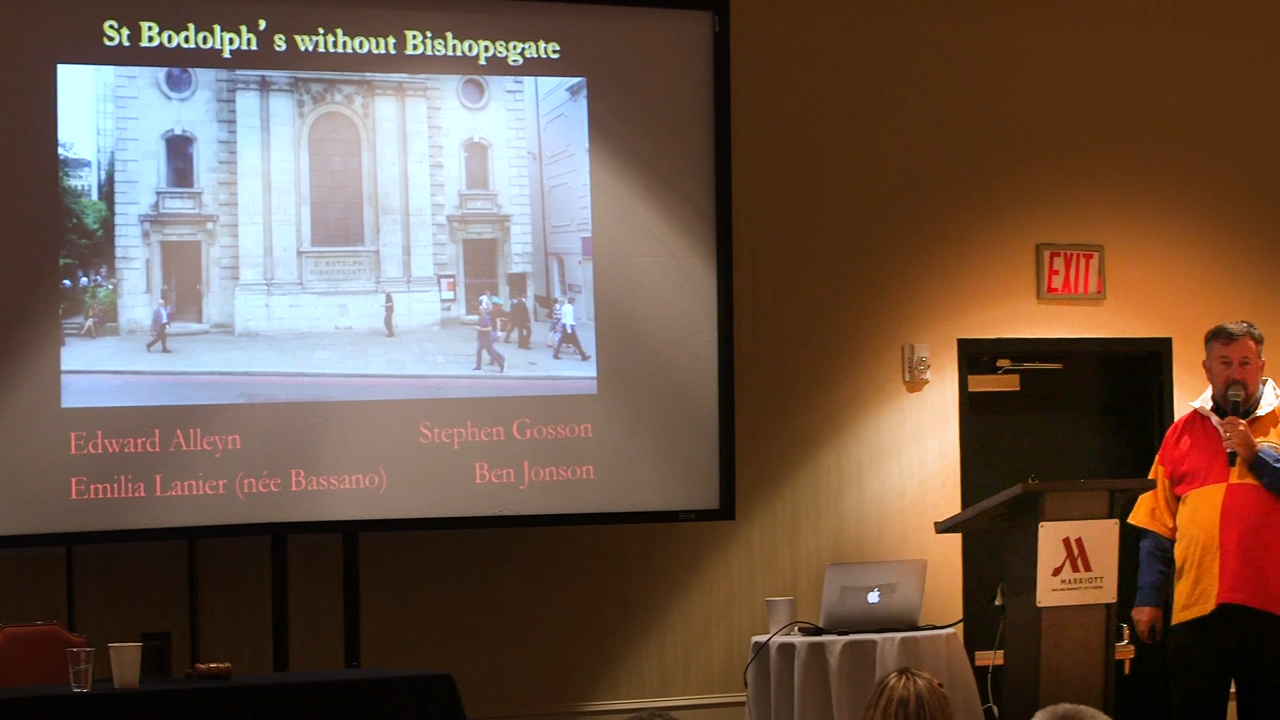 St Bodolph’s without Bishopsgate
ST BOTOLPH
BISHOPSGATE
Edward Alleyn
Stephen Gosson
Emilia Lanier (née Bassano)
Ben Jonson
EXIT
MARRIOTT